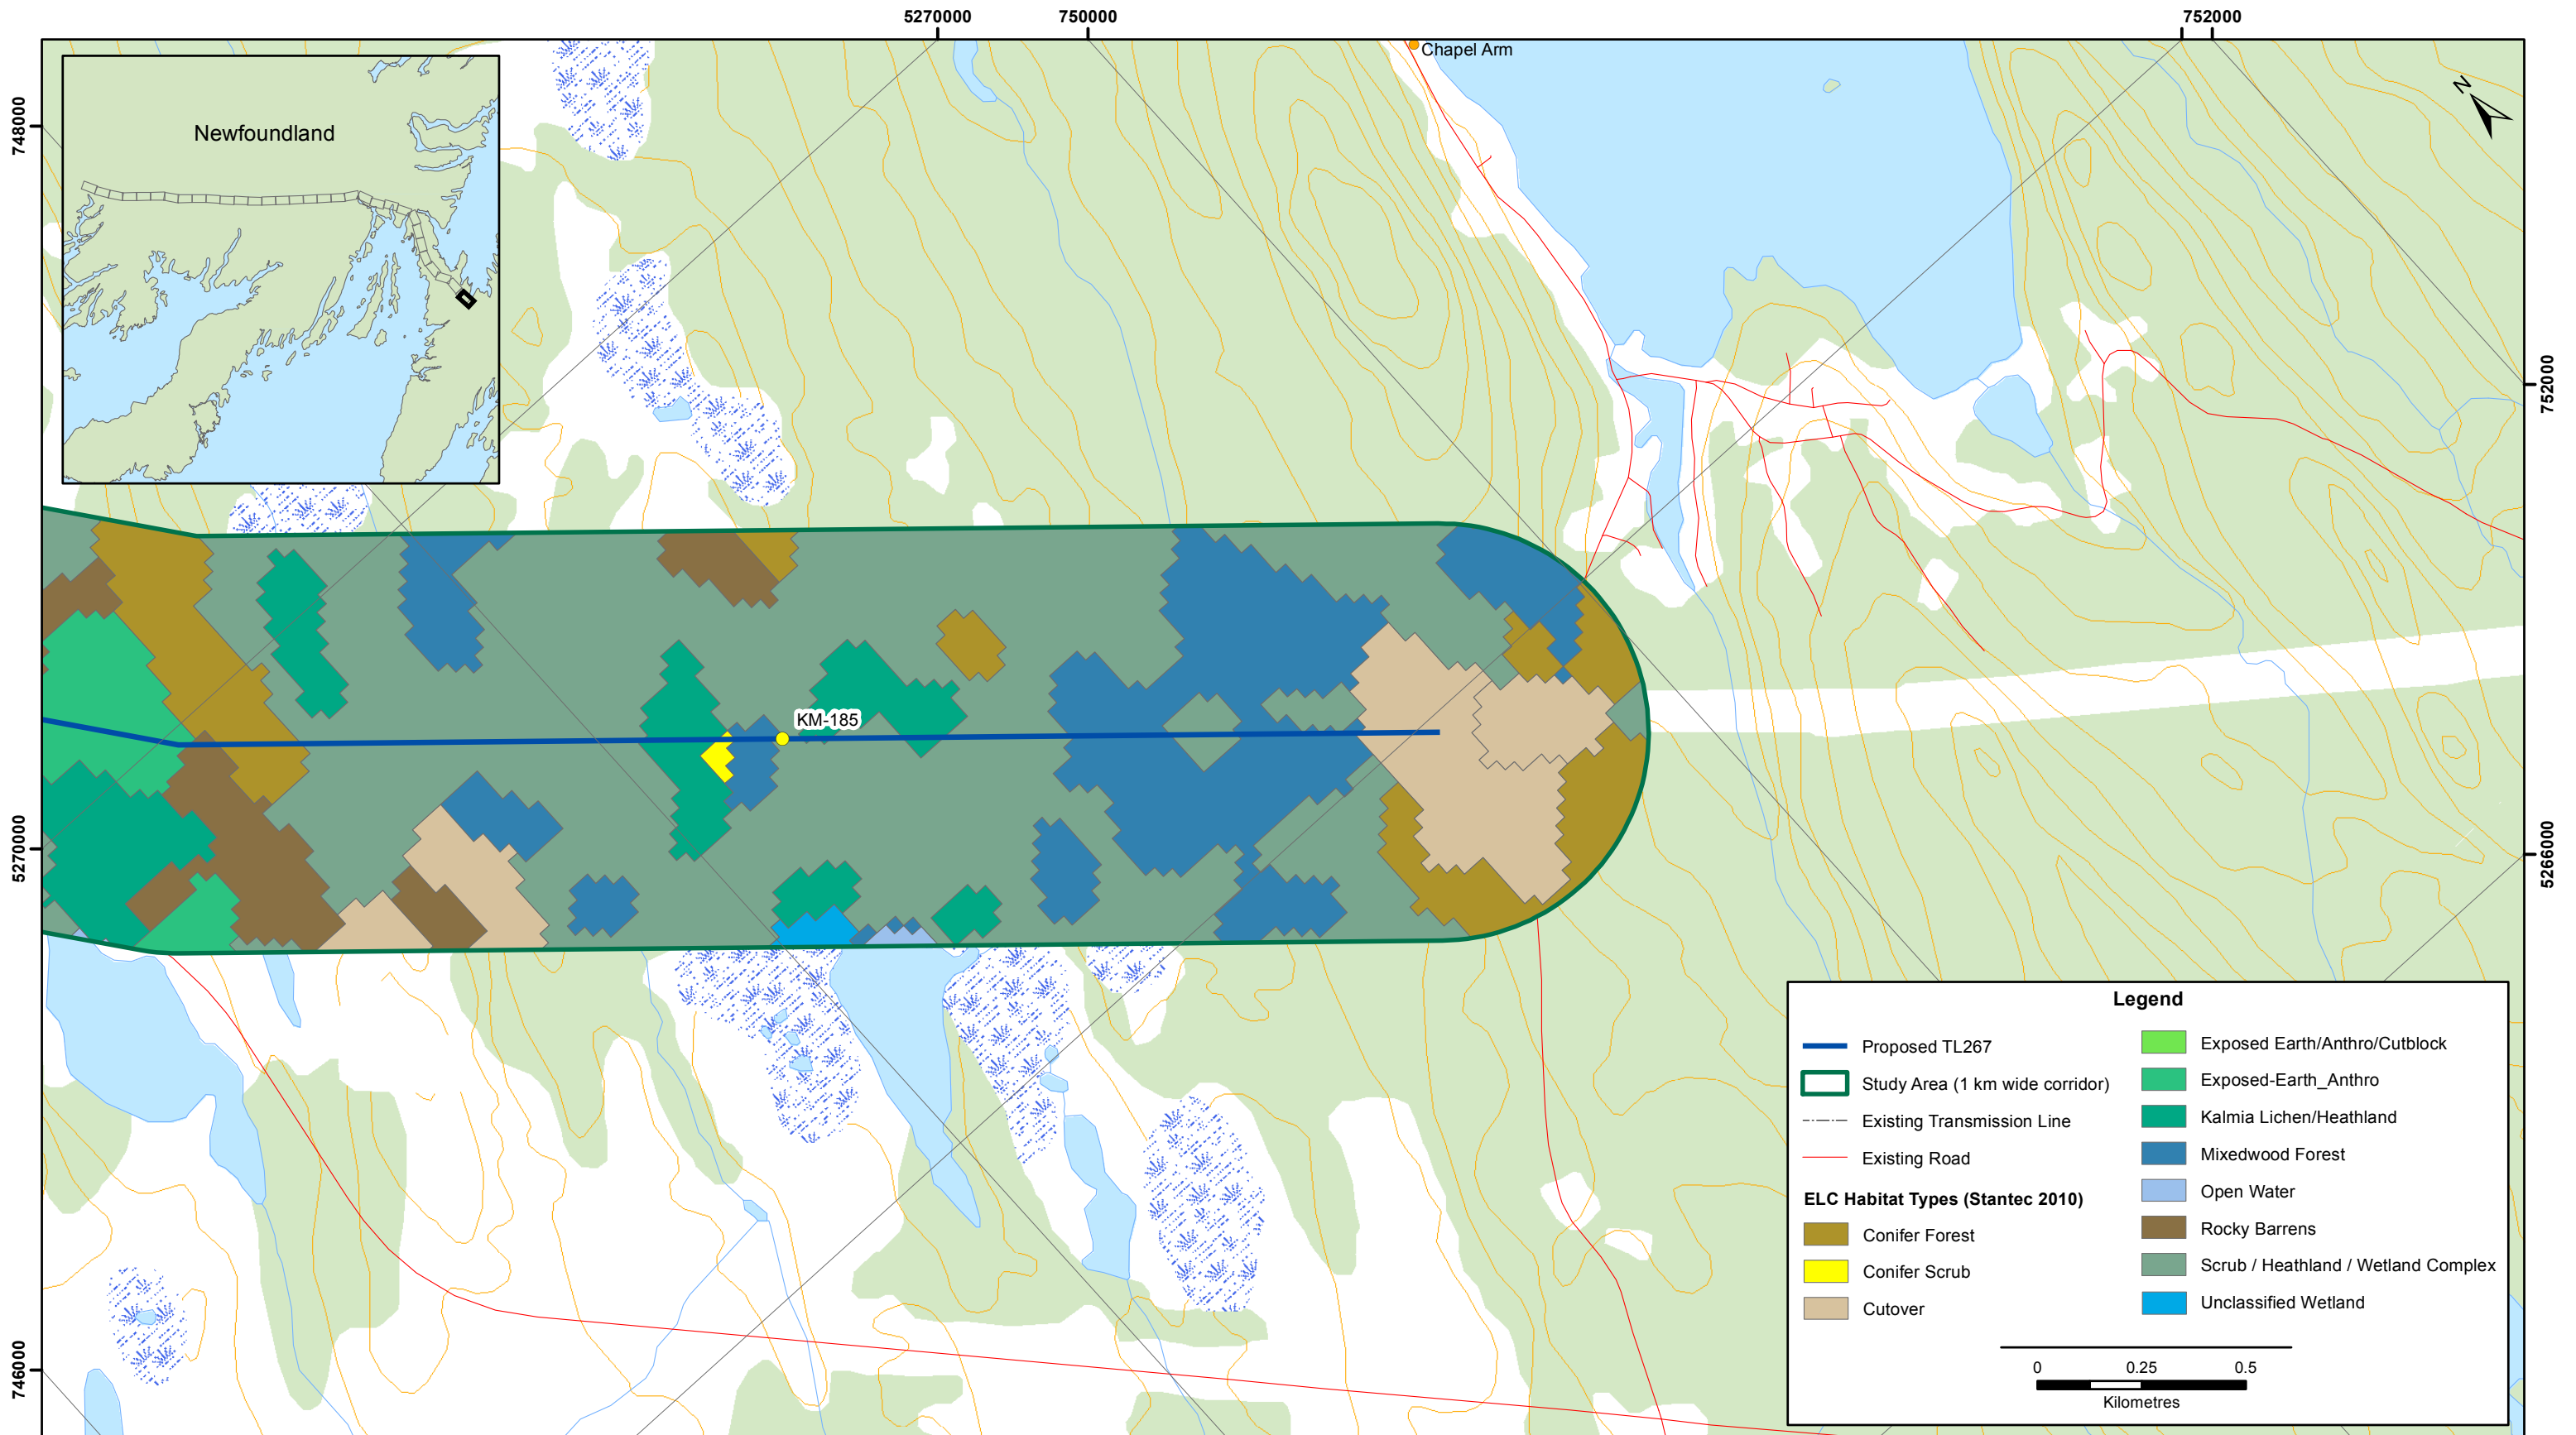 5270000
750000
752000
Chapel Arm
N
748000
Newfoundland
752000
KM-185
5270000
5266000
746000
Legend
Proposed TL267
Study Area (1 km wide corridor)
Existing Transmission Line
Existing Road
ELC Habitat Types (Stantec 2010)
Conifer Forest
Conifer Scrub
Cutover
Exposed Earth/Anthro/Cutblock
Exposed-Earth_Anthro
Kalmia Lichen/Heathland
Mixedwood Forest
Open Water
Rocky Barrens
Scrub / Heathland / Wetland Complex
Unclassified Wetland
0 0.25 0.5
Kilometres